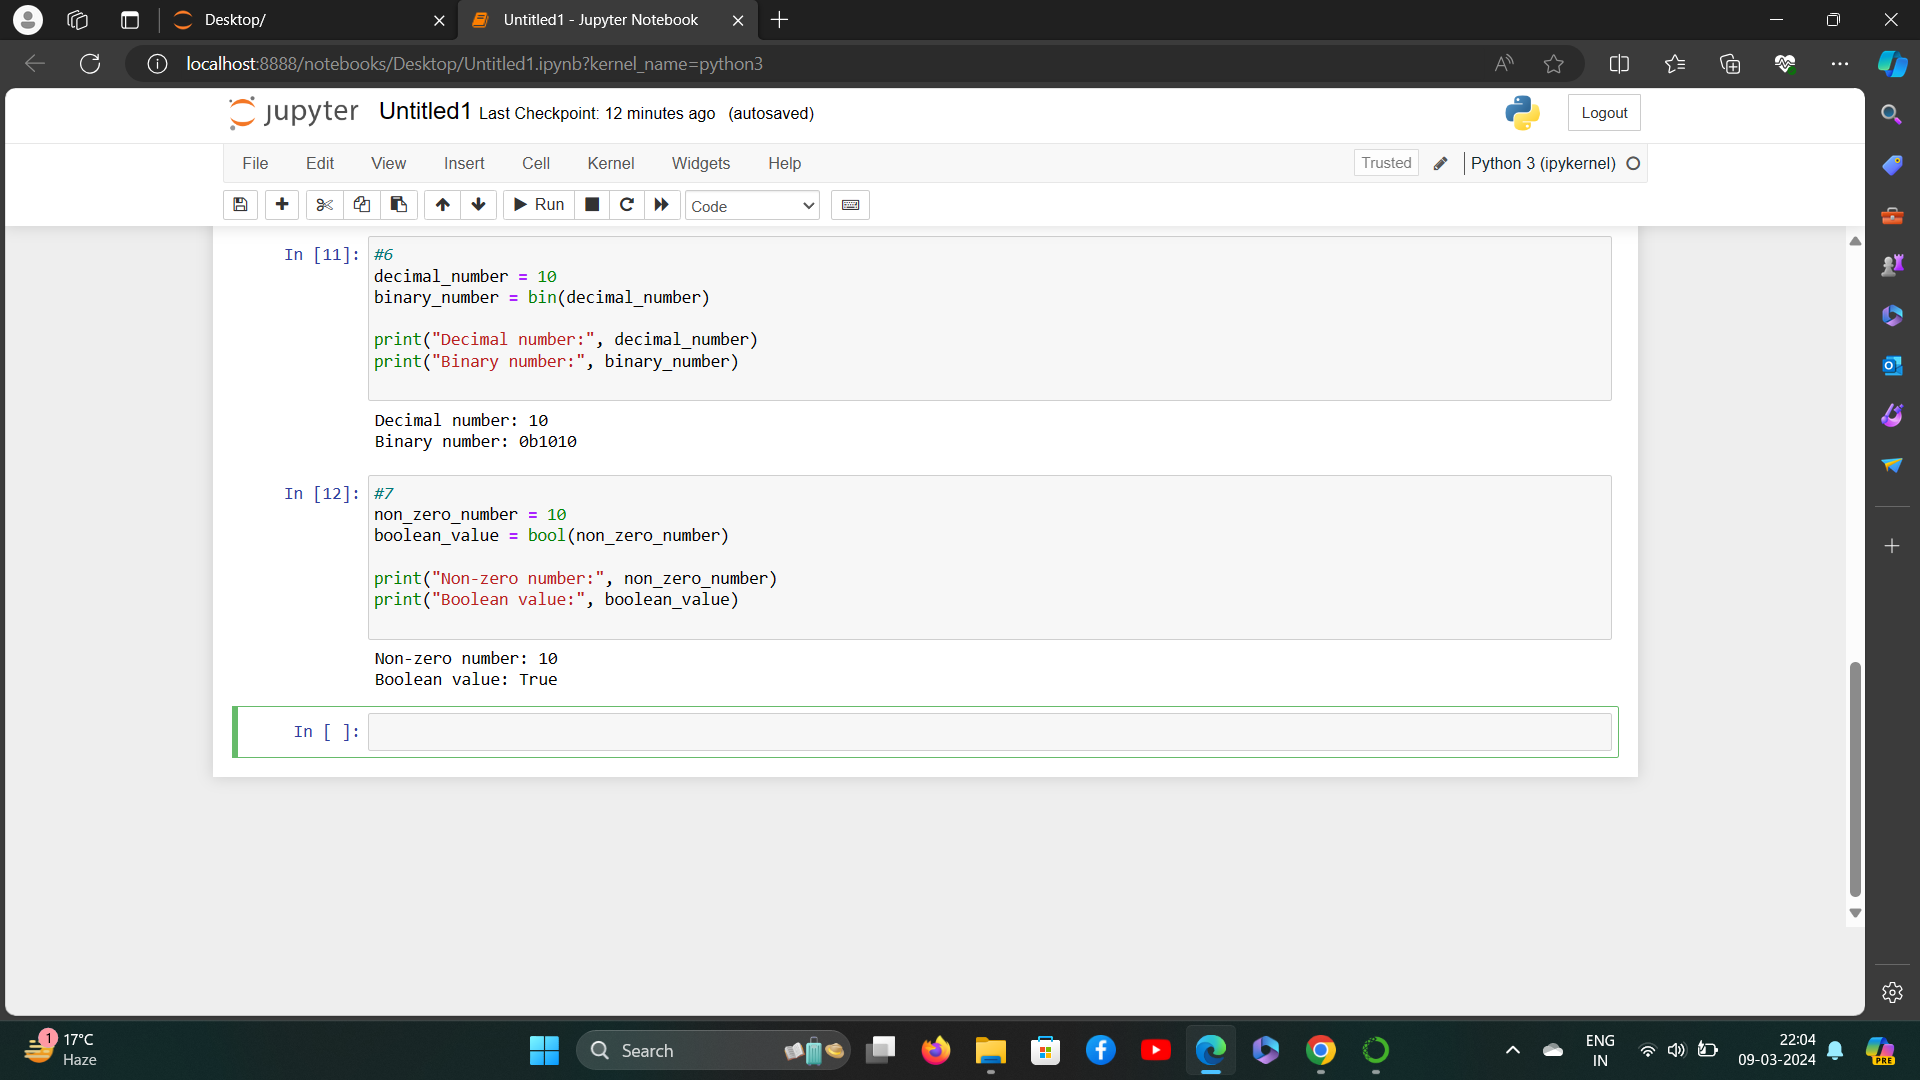 Desktop/
Untitled1 - Jupyter Notebook
localhost:8888/notebooks/Desktop/Untitled1.ipynb?kernel_name=python3
jupyter Untitled1 Last Checkpoint: 12 minutes ago (autosaved)
Logout
File Edit View Insert Cell Kernel Widgets Help
Trusted
Python 3 (ipykernel)
Run
Code
In [11]: #6
decimal_number = 10
binary_number = bin(decimal_number)
print("Decimal number:", decimal_number)
print("Binary number:", binary_number)
Decimal number: 10
Binary number: 0b1010
In [12]: #7
non_zero_number = 10
boolean_value = bool(non_zero_number)
print("Non-zero number:", non_zero_number)
print("Boolean value:", boolean_value)
Non-zero number: 10
Boolean value: True
In [ ]:
1
17°C
Haze
Search
ENG
IN
22:04
09-03-2024
PRE